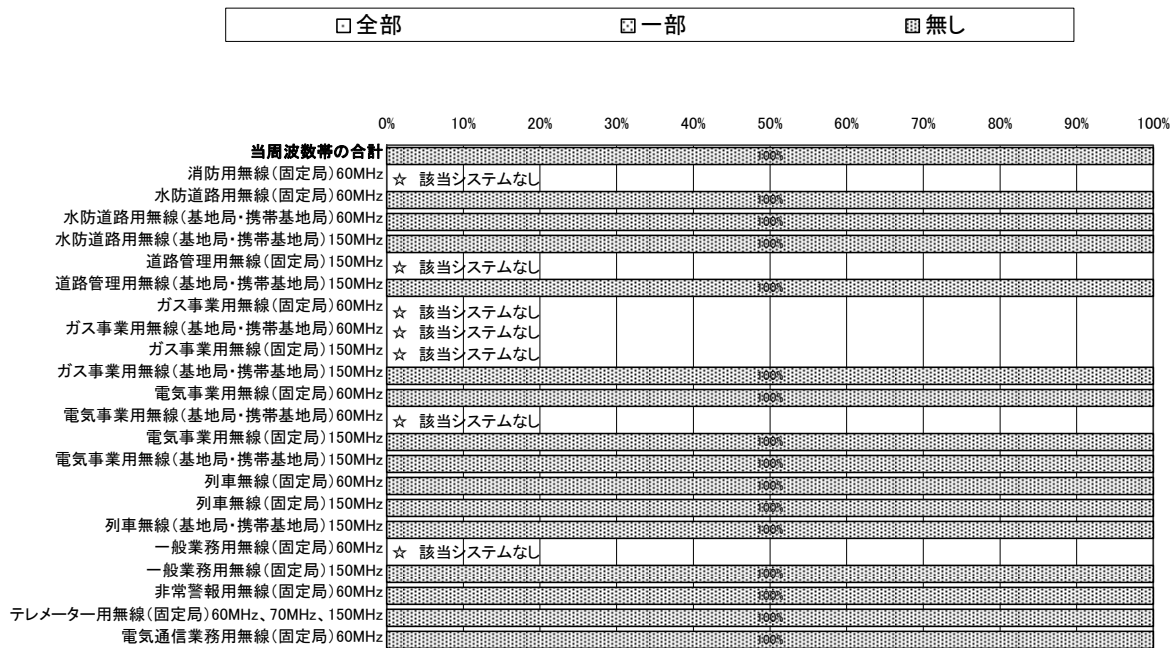 全部 一部 無し
0% 10% 20% 30% 40% 50% 60% 70% 80% 90% 100%
当周波数帯の合計 100%
消防用無線(固定局)60MHz ☆ 該当システムなし
水防道路用無線(固定局)60MHz 100%
水防道路用無線(基地局・携帯基地局)60MHz 100%
水防道路用無線(基地局・携帯基地局)150MHz 100%
道路管理用無線(固定局)150MHz ☆ 該当システムなし
道路管理用無線(基地局・携帯基地局)150MHz 100%
ガス事業用無線(固定局)60MHz ☆ 該当システムなし
ガス事業用無線(基地局・携帯基地局)60MHz ☆ 該当システムなし
ガス事業用無線(固定局)150MHz ☆ 該当システムなし
ガス事業用無線(基地局・携帯基地局)150MHz 100%
電気事業用無線(固定局)60MHz 100%
電気事業用無線(基地局・携帯基地局)60MHz ☆ 該当システムなし
電気事業用無線(固定局)150MHz 100%
電気事業用無線(基地局・携帯基地局)150MHz 100%
列車無線(固定局)60MHz 100%
列車無線(固定局)150MHz 100%
列車無線(基地局・携帯基地局)150MHz 100%
一般業務用無線(固定局)60MHz ☆ 該当システムなし
一般業務用無線(固定局)150MHz 100%
非常警報用無線(固定局)60MHz 100%
テレメーター用無線(固定局)60MHz、70MHz、150MHz 100%
電気通信業務用無線(固定局)60MHz 100%